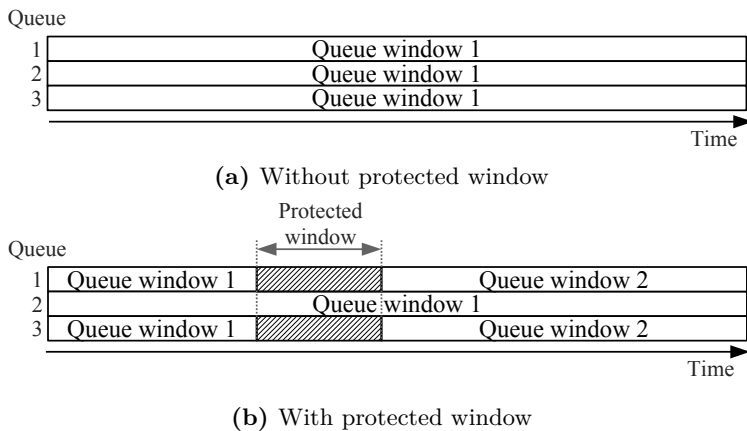 Queue
1 Queue window 1
2 Queue window 1
3 Queue window 1
Time
(a) Without protected window
Protected
window
Queue
1 Queue window 1 Queue window 2
2 Queue window 1
3 Queue window 1 Queue window 2
Time
(b) With protected window